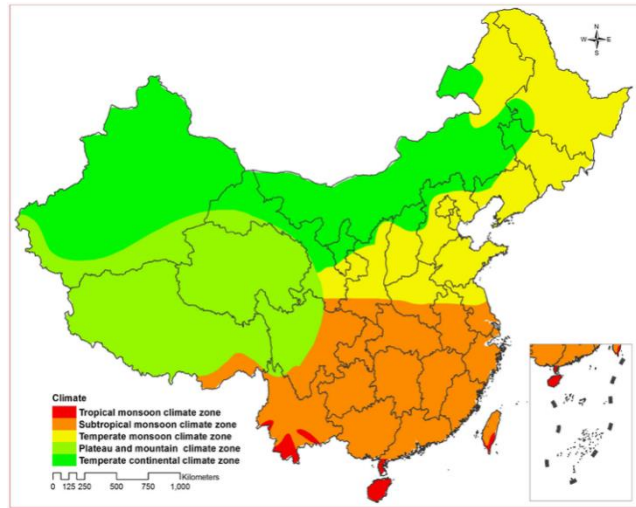 N
W E
S
Climate
Tropical monsoon climate zone
Subtropical monsoon climate zone
Temperate monsoon climate zone
Plateau and mountain climate zone
Temperate continental climate zone
Kilometers
0 125 250 500 750 1,000